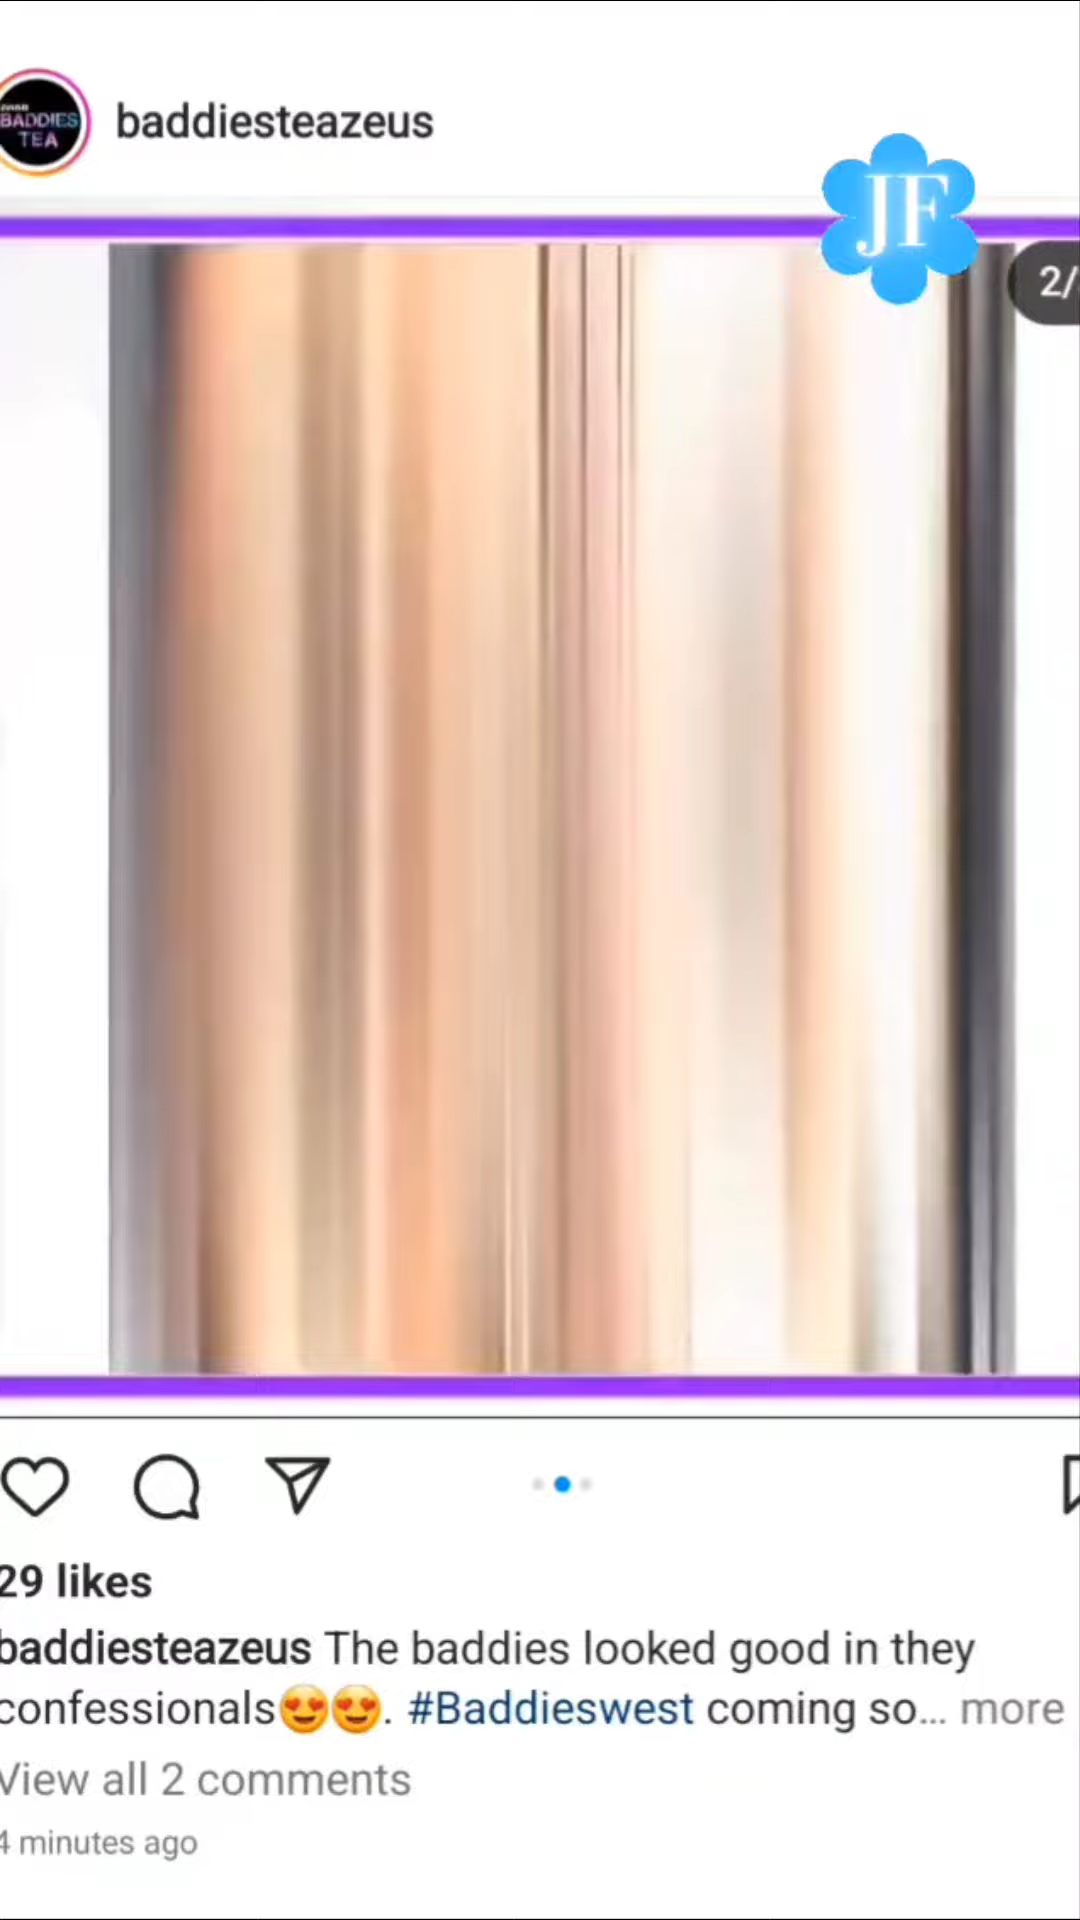 BADDIES
TEA
baddiesteazeus
JF
2/
29 likes
baddiesteazeus The baddies looked good in they
confessionals😍😍. #Baddieswest coming so... more
View all 2 comments
4 minutes ago